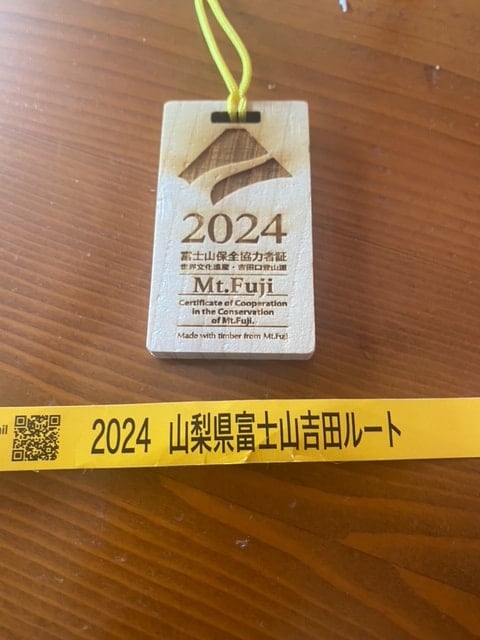 2024
富士山保全協力者証
世界文化遺産・吉田口登山道
Mt.Fuji
Certificate of Cooperation
in the Conservation
of Mt.Fuji.
Made with timber from Mt.Fuji
2024 山梨県富士山吉田ルート